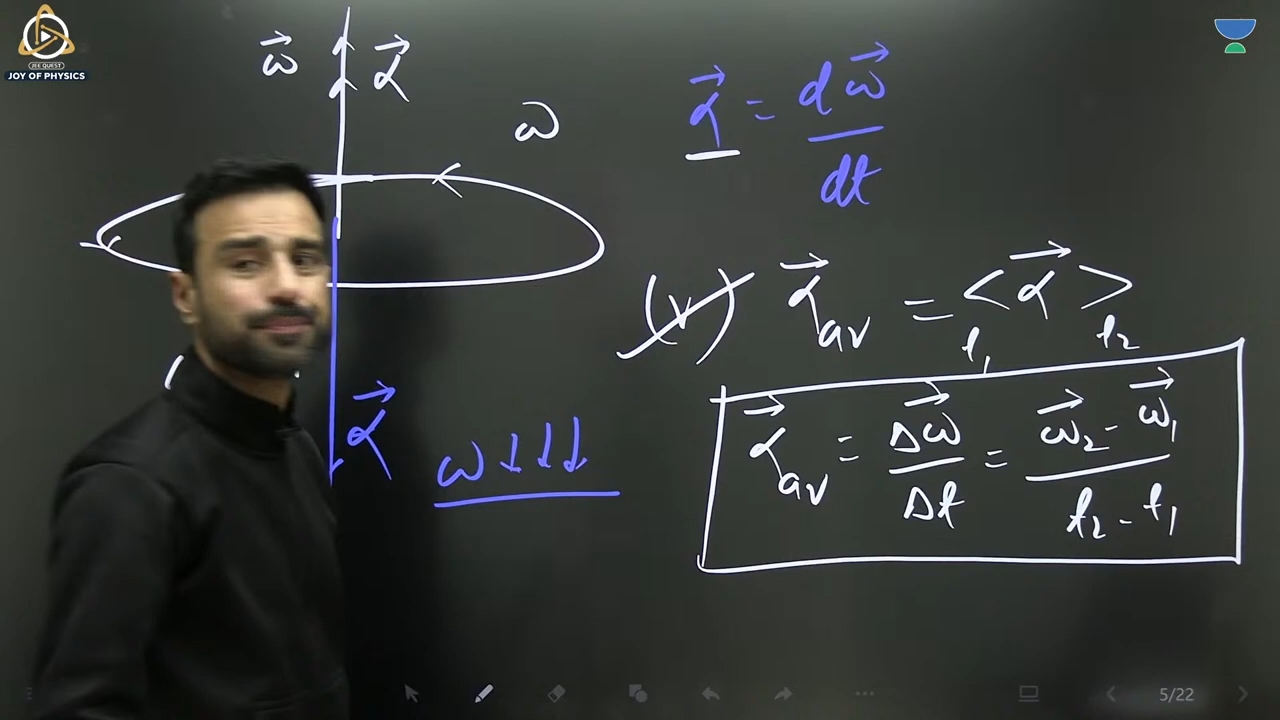 JEE QUEST
JOY OF PHYSICS
ω⃗ α⃗
ω
α⃗ = dω⃗/dt
(v) α⃗av = <α⃗>
t1 t2
α⃗av = Δω⃗/Δt = (ω⃗2 - ω⃗1)/(t2 - t1)
α⃗ ω↓↓↓
5/22